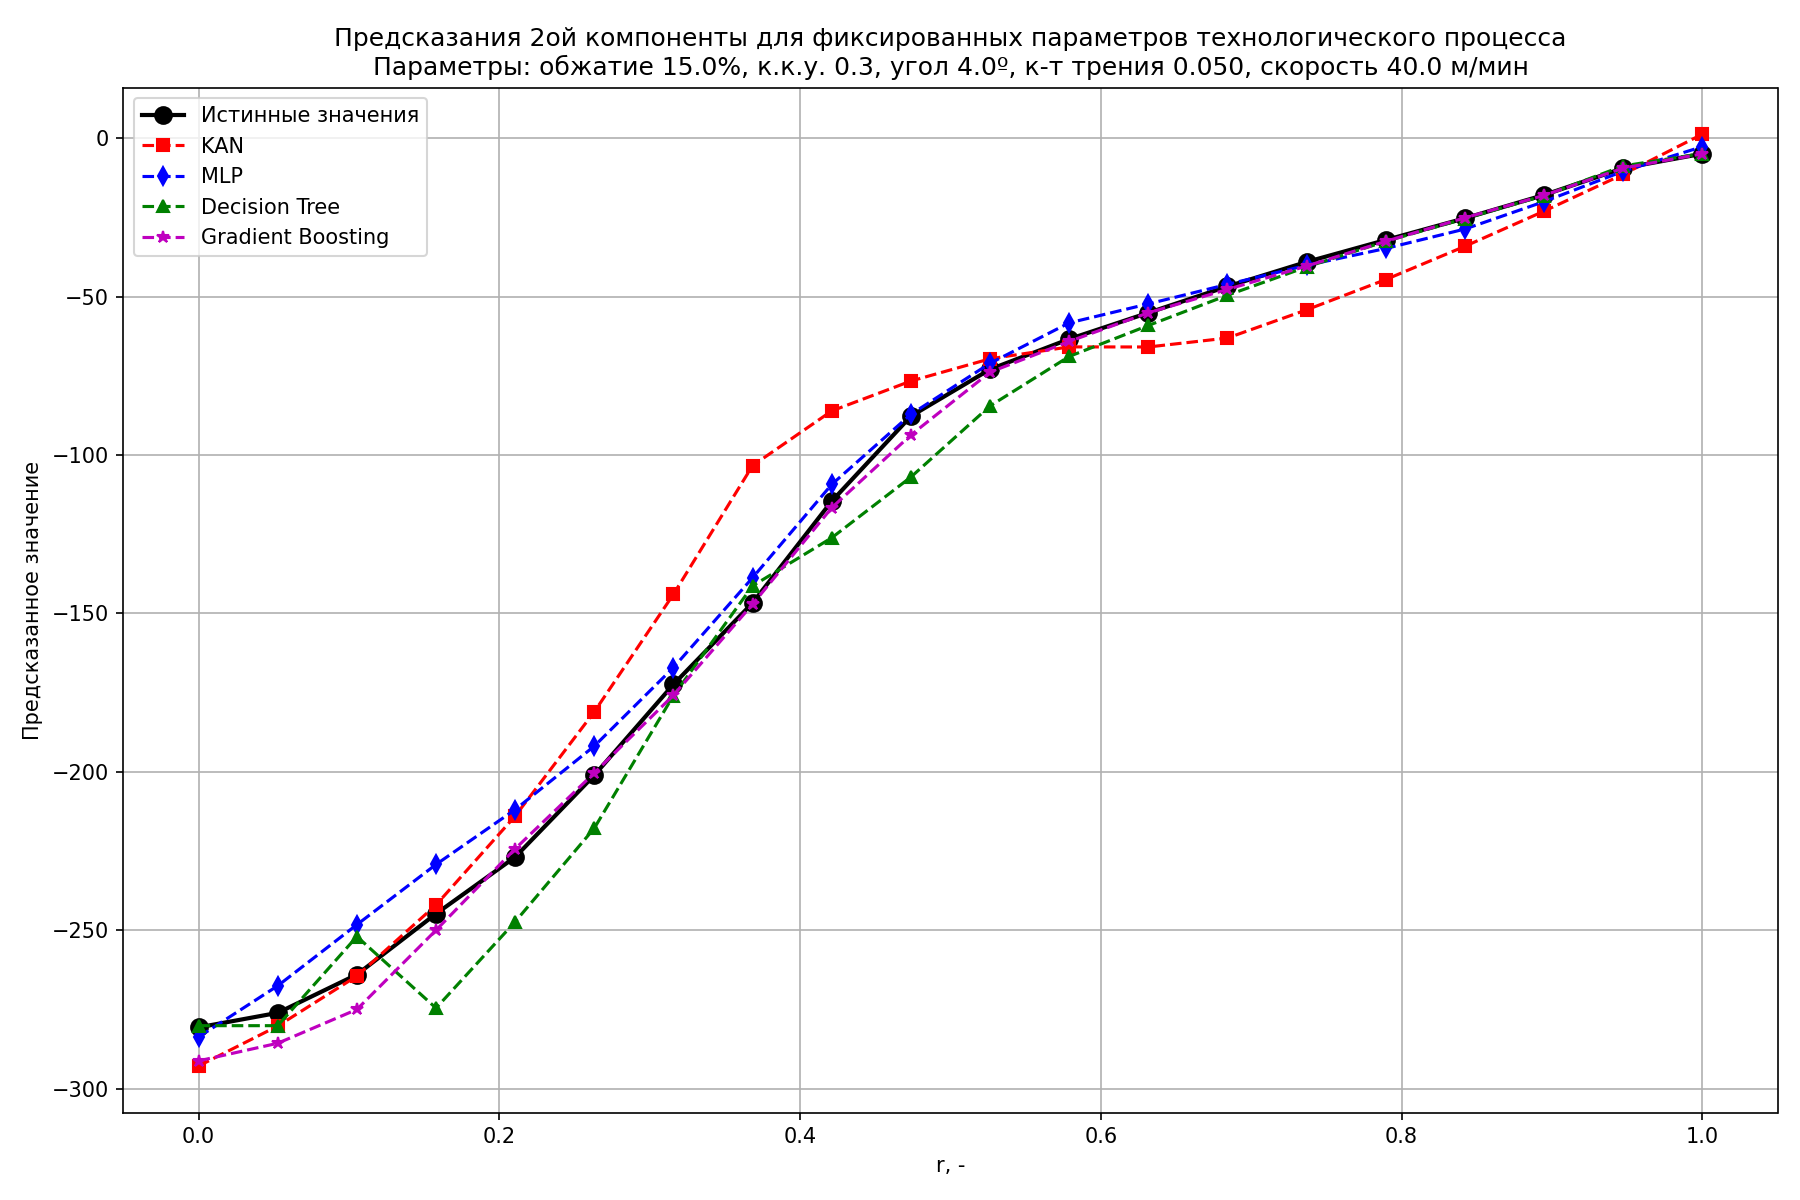 Предсказания 2ой компоненты для фиксированных параметров технологического процесса
Параметры: обжатие 15.0%, к.к.у. 0.3, угол 4.0º, к-т трения 0.050, скорость 40.0 м/мин
Истинные значения
KAN
MLP
Decision Tree
Gradient Boosting
Предсказанное значение
0
−50
−100
−150
−200
−250
−300
0.0 0.2 0.4 0.6 0.8 1.0
r, -